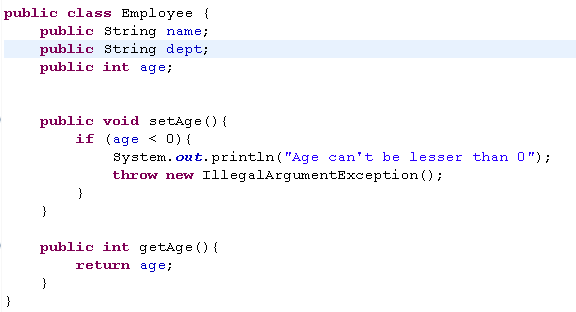 public class Employee {
    public String name;
    public String dept;
    public int age;
    public void setAge(){
        if (age < 0){
            System.out.println("Age can't be lesser than 0");
            throw new IllegalArgumentException();
        }
    }
    public int getAge(){
        return age;
    }
}